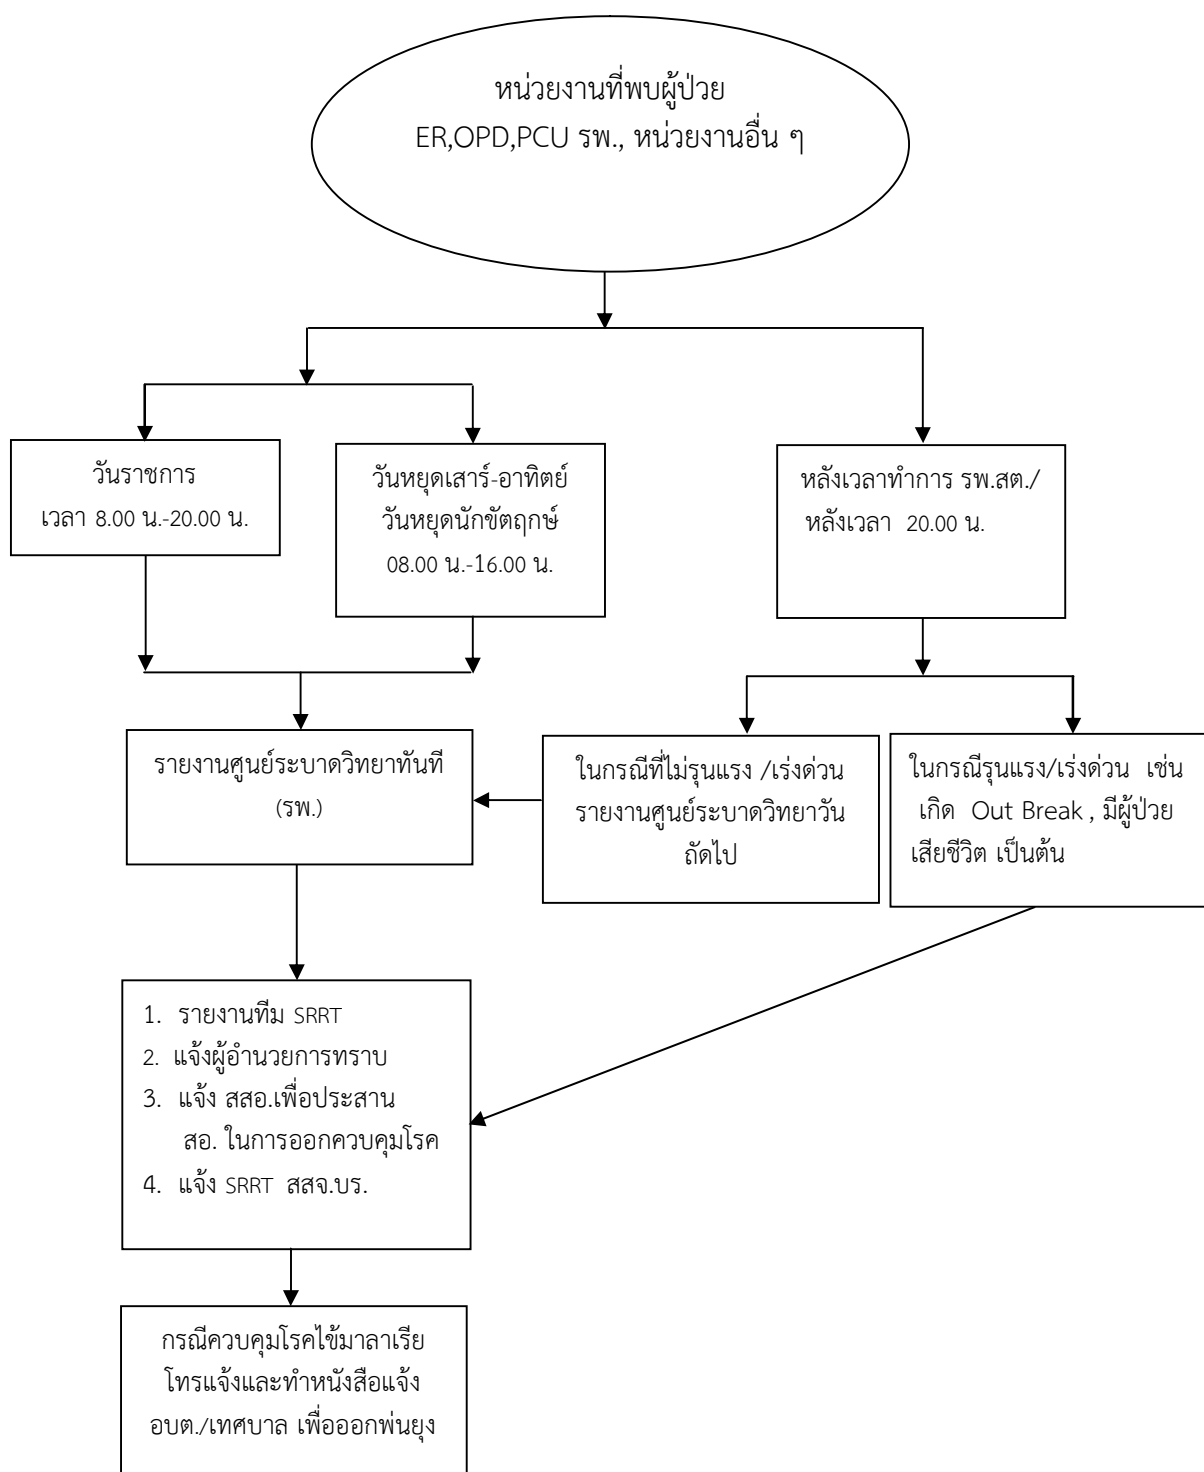 หน่วยงานที่พบผู้ป่วย
ER,OPD,PCU รพ., หน่วยงานอื่น ๆ
วันราชการ
เวลา 8.00 น.-20.00 น.
วันหยุดเสาร์-อาทิตย์
วันหยุดนักขัตฤกษ์
08.00 น.-16.00 น.
หลังเวลาทำการ รพ.สต./
หลังเวลา 20.00 น.
รายงานศูนย์ระบาดวิทยาทันที
(รพ.)
ในกรณีที่ไม่รุนแรง /เร่งด่วน
รายงานศูนย์ระบาดวิทยาวัน
ถัดไป
ในกรณีรุนแรง/เร่งด่วน เช่น
เกิด Out Break , มีผู้ป่วย
เสียชีวิต เป็นต้น
1. รายงานทีม SRRT
2. แจ้งผู้อำนวยการทราบ
3. แจ้ง สสอ.เพื่อประสาน
สอ. ในการออกควบคุมโรค
4. แจ้ง SRRT สสจ.บร.
กรณีควบคุมโรคไข้มาลาเรีย
โทรแจ้งและทำหนังสือแจ้ง
อบต./เทศบาล เพื่อออกพ่นยุง